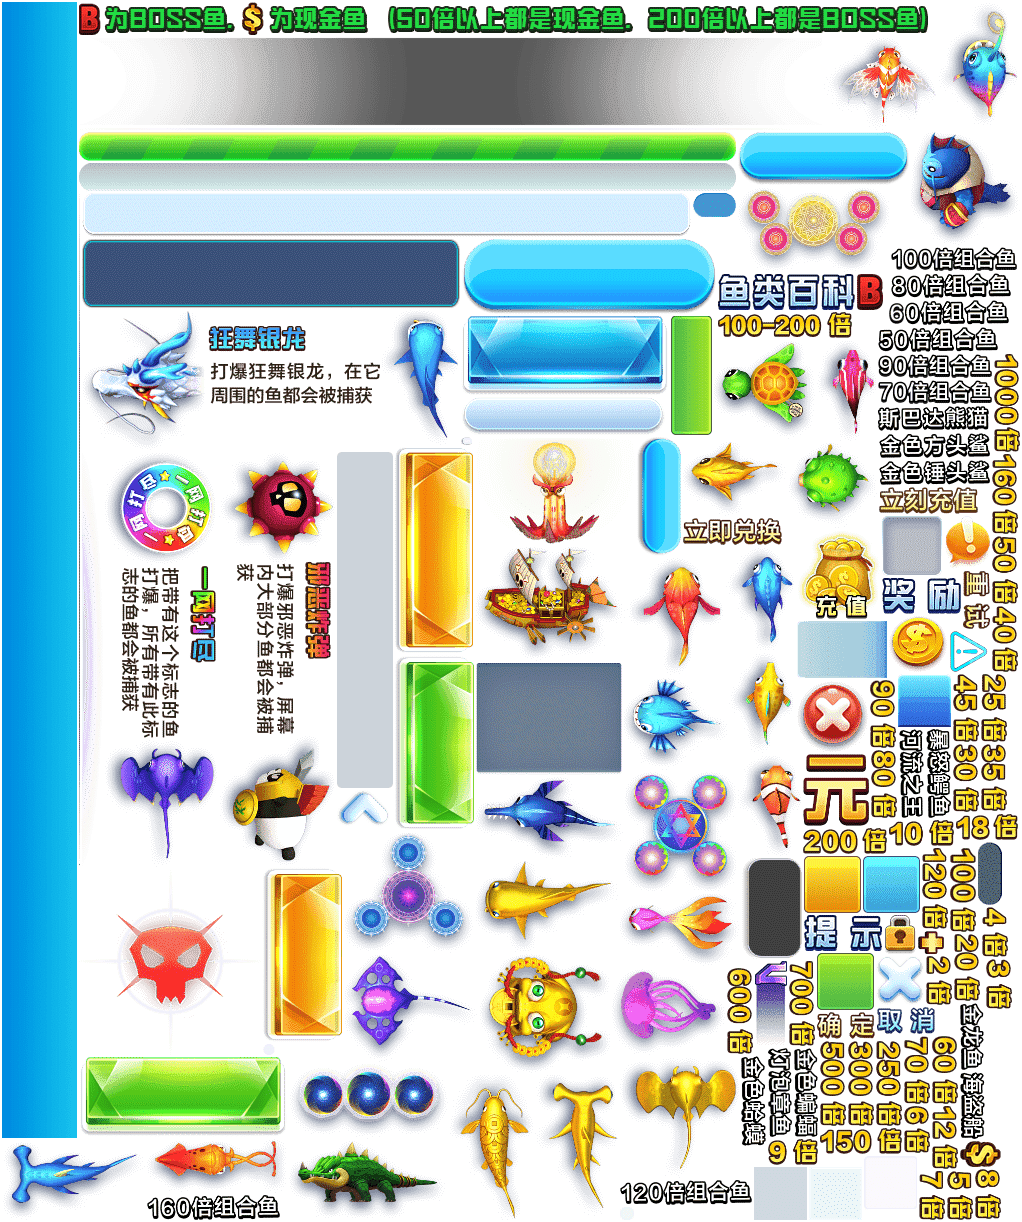 B为BOSS鱼，$为现金鱼（50倍以上都是现金鱼，200倍以上都是BOSS鱼）
100倍组合鱼
鱼类百科B
80倍组合鱼
60倍组合鱼
100-200 倍
50倍组合鱼
狂舞银龙
打爆狂舞银龙，在它
周围的鱼都会被捕获
90倍组合鱼
70倍组合鱼
斯巴达熊猫
金色方头鲨
金色锤头鲨
立刻充值
立即兑换
1000倍
160倍
50倍
40倍
一网打尽
一网打尽
一网打尽
把带有这个标志的鱼
打爆，所有带有此标
志的鱼都会被捕获
邪恶炸弹
打爆邪恶炸弹，屏幕
内大部分鱼都会被捕
获
充值
奖励
重试
90倍
80倍
45倍
30倍
25倍
35倍
暴怒鳄鱼
河流之王
一元
200倍
10倍
18倍
120倍
100倍
20倍
4倍
3倍
提示
2倍
600倍
700倍
确定
取消
金龙鱼
海盗船
500倍
300倍
250倍
70倍
6倍
60倍
12倍
灯泡章鱼
金色蝙蝠
金色蛤蟆
9倍
150倍
$
8倍
5倍
7倍
160倍组合鱼
120倍组合鱼